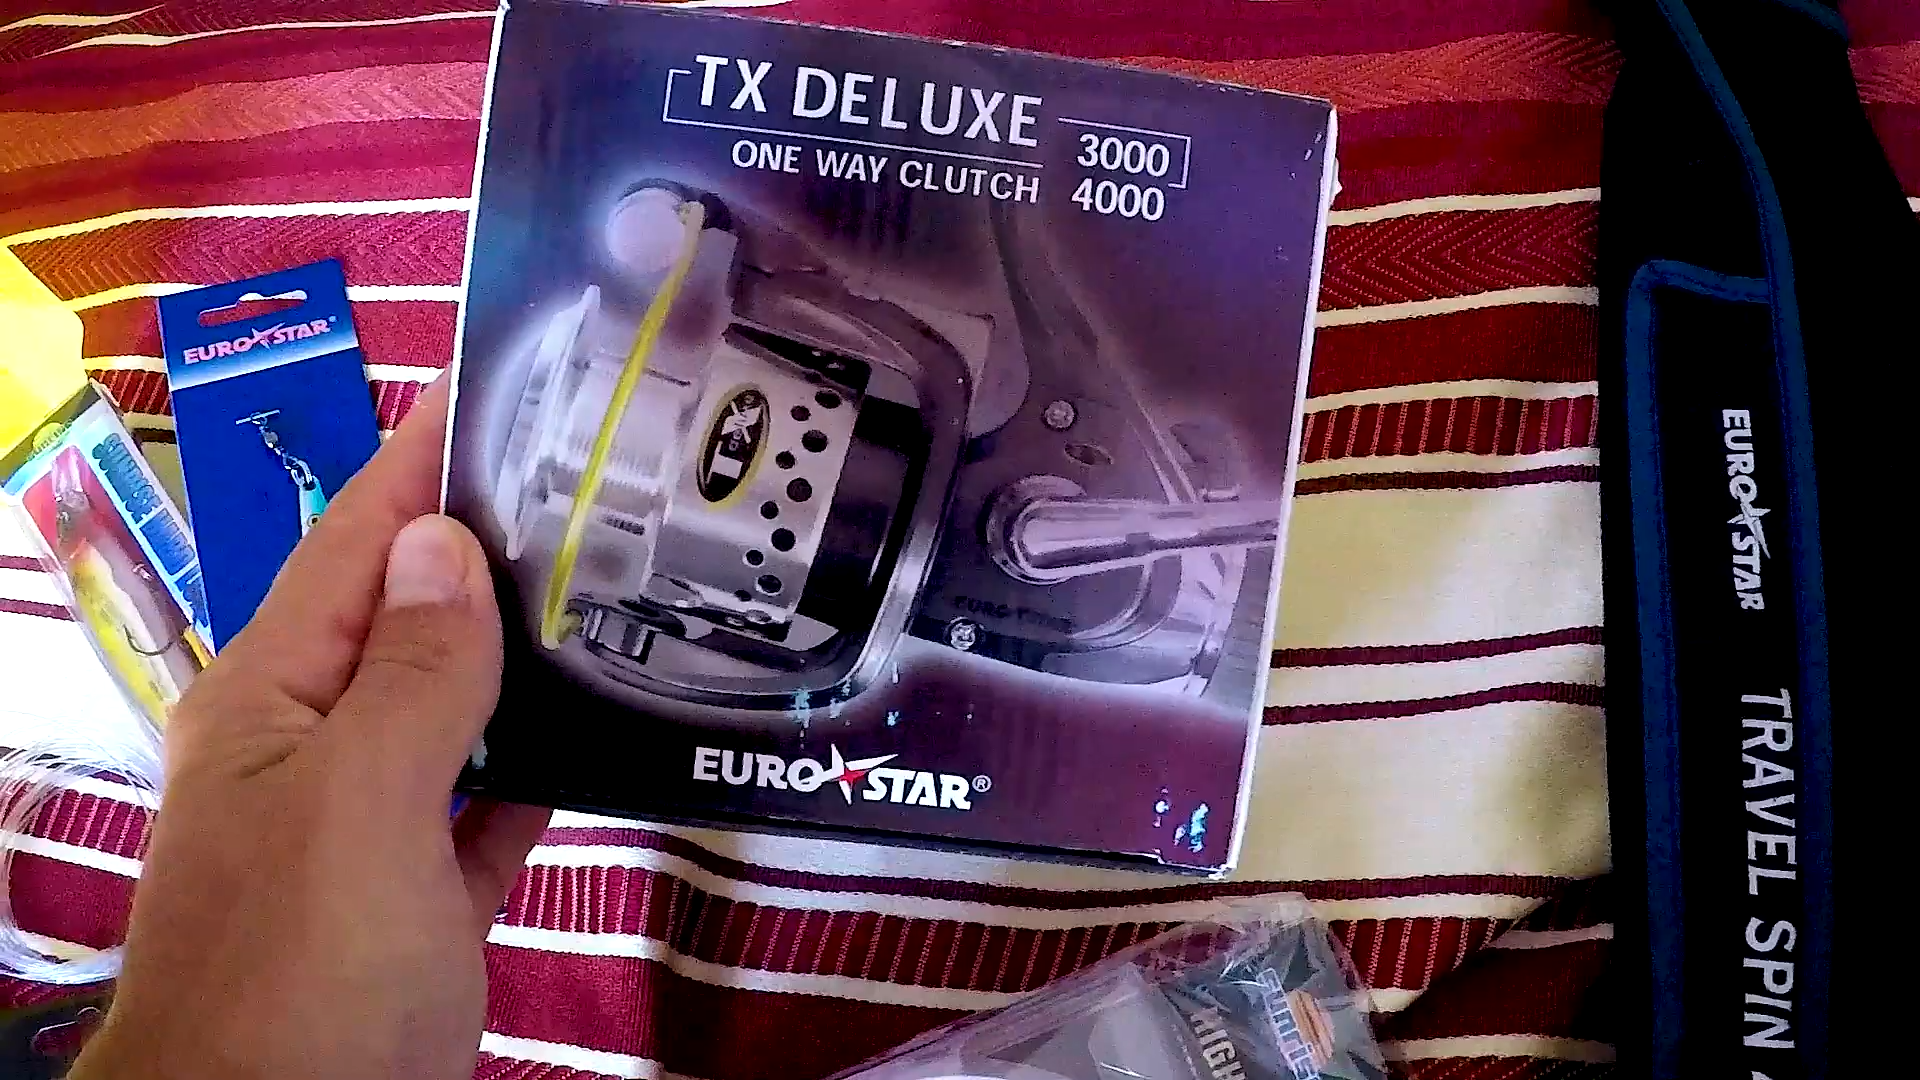 TX DELUXE
3000
ONE WAY CLUTCH
4000
EURO STAR®
EURO STAR®
EURO STAR
TRAVEL SPIN